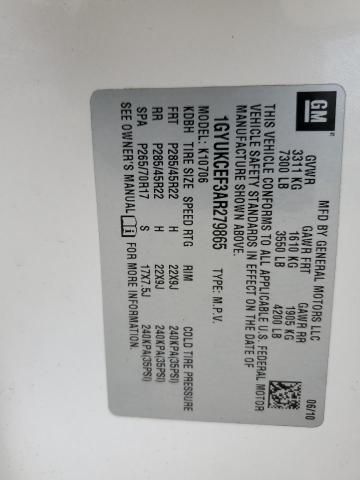 GM
MFD BY GENERAL MOTORS LLC 06/10
GVWR GAWR FRT GAWR RR
3311 KG 1610 KG 1905 KG
7300 LB 3550 LB 4200 LB
THIS VEHICLE CONFORMS TO ALL APPLICABLE U.S. FEDERAL MOTOR
VEHICLE SAFETY STANDARDS IN EFFECT ON THE DATE OF
MANUFACTURE SHOWN ABOVE.
1GYUKCEF3AR279865 TYPE: M.P.V.
K10706
KDBH TIRE SIZE SPEED RTG RIM COLD TIRE PRESSURE
FRT P285/45R22 H 22X9J 240KPA(35PSI)
RR P285/45R22 H 22X9J 240KPA(35PSI)
SPA P265/70R17 S 17X7.5J 240KPA(35PSI)
SEE OWNER'S MANUAL FOR MORE INFORMATION.